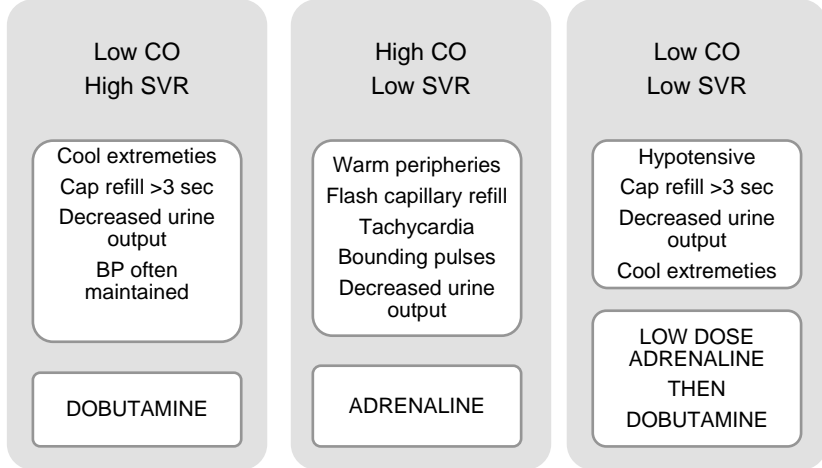 Low CO
High SVR
Cool extremeties
Cap refill >3 sec
Decreased urine
output
BP often
maintained
DOBUTAMINE
High CO
Low SVR
Warm peripheries
Flash capillary refill
Tachycardia
Bounding pulses
Decreased urine
output
ADRENALINE
Low CO
Low SVR
Hypotensive
Cap refill >3 sec
Decreased urine
output
Cool extremeties
LOW DOSE
ADRENALINE
THEN
DOBUTAMINE